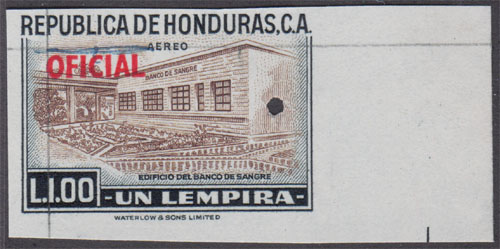 REPUBLICA DE HONDURAS, C.A.
AEREO
OFICIAL
BANCO DE SANGRE
EDIFICIO DEL BANCO DE SANGRE
L.1.00
- UN LEMPIRA -
WATERLOW & SONS LIMITED